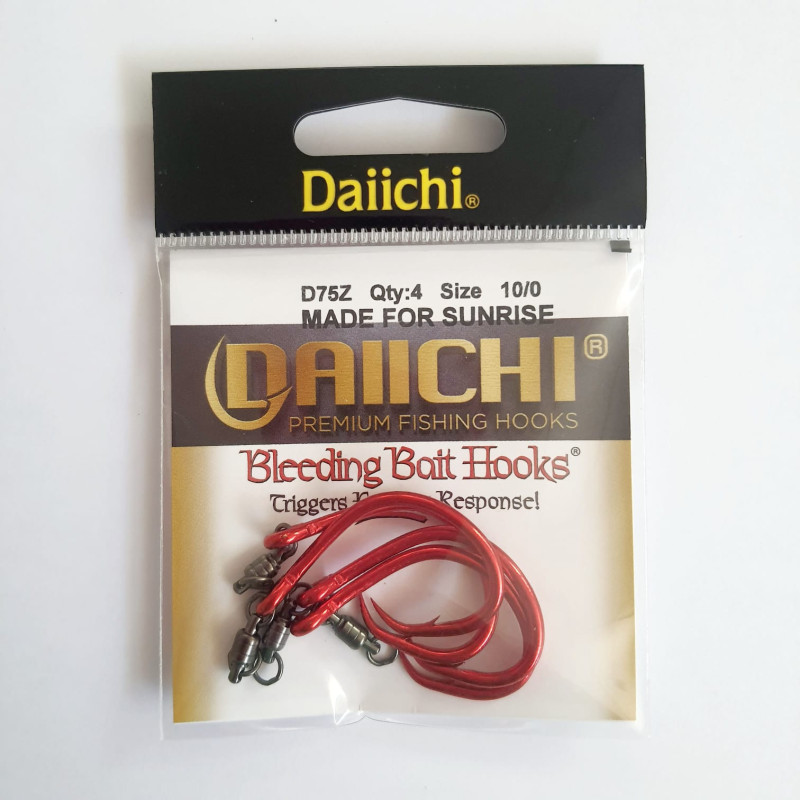 Daiichi®
D75Z Qty:4 Size 10/0
MADE FOR SUNRISE
DAIICHI®
PREMIUM FISHING HOOKS
Bleeding Bait Hooks®
Triggers Response!